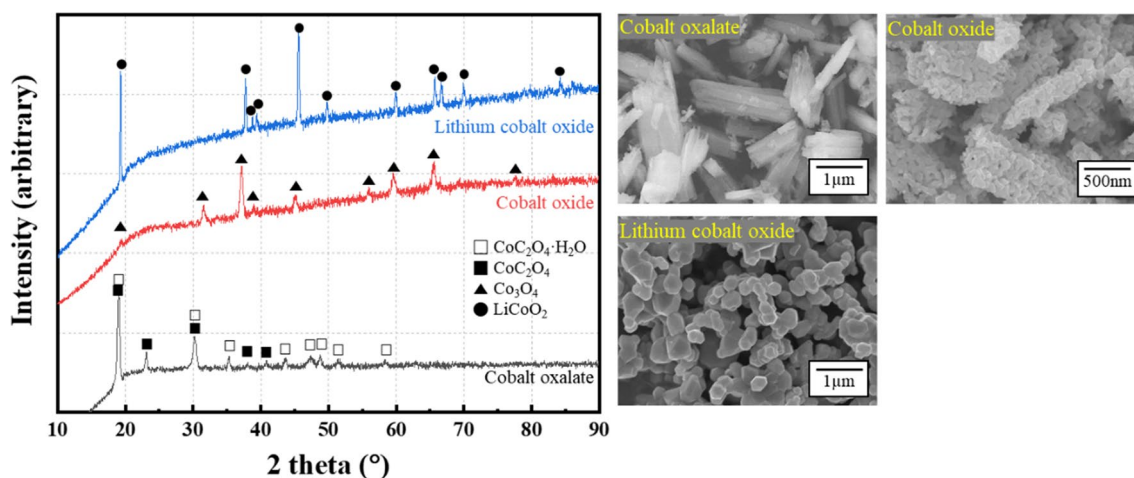 Intensity (arbitrary)
Lithium cobalt oxide
Cobalt oxide
□ CoC₂O₄·H₂O
■ CoC₂O₄
▲ Co₃O₄
● LiCoO₂
Cobalt oxalate
10 20 30 40 50 60 70 80 90
2 theta (°)
Cobalt oxalate
1μm
Cobalt oxide
500nm
Lithium cobalt oxide
1μm